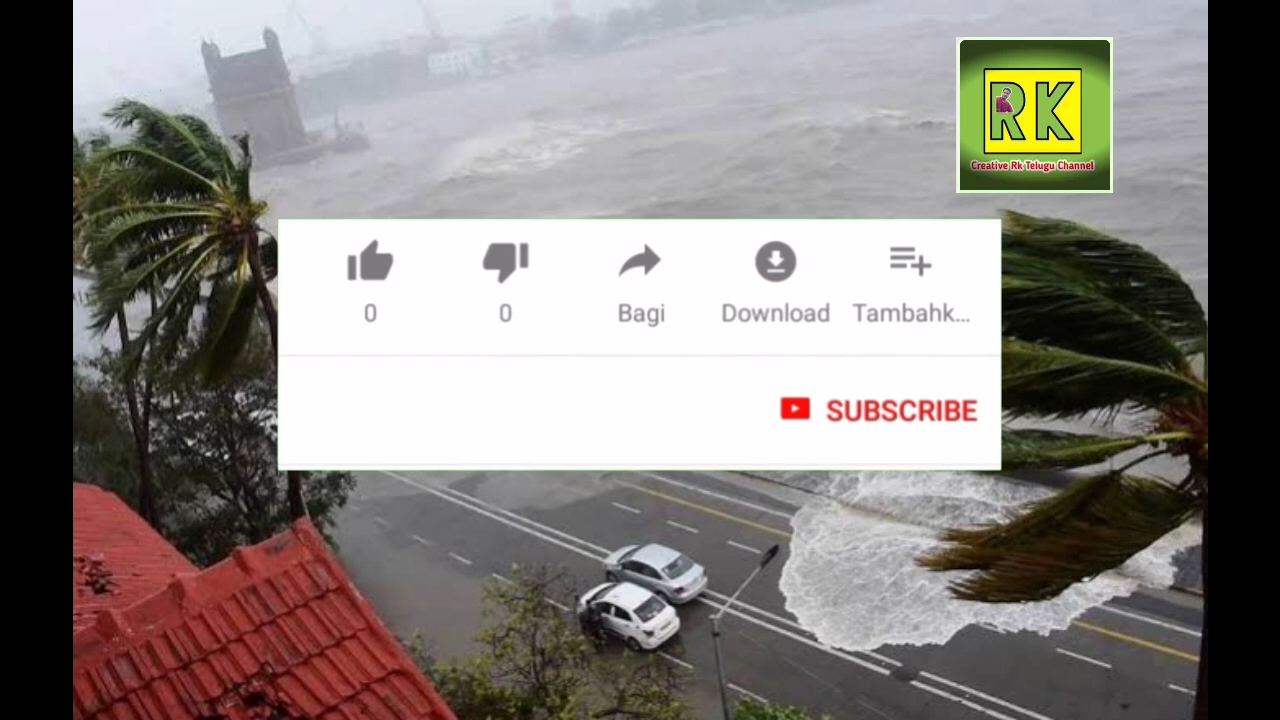 RK
Creative Rk Telugu Channel
0 0 Bagi Download Tambahk...
SUBSCRIBE